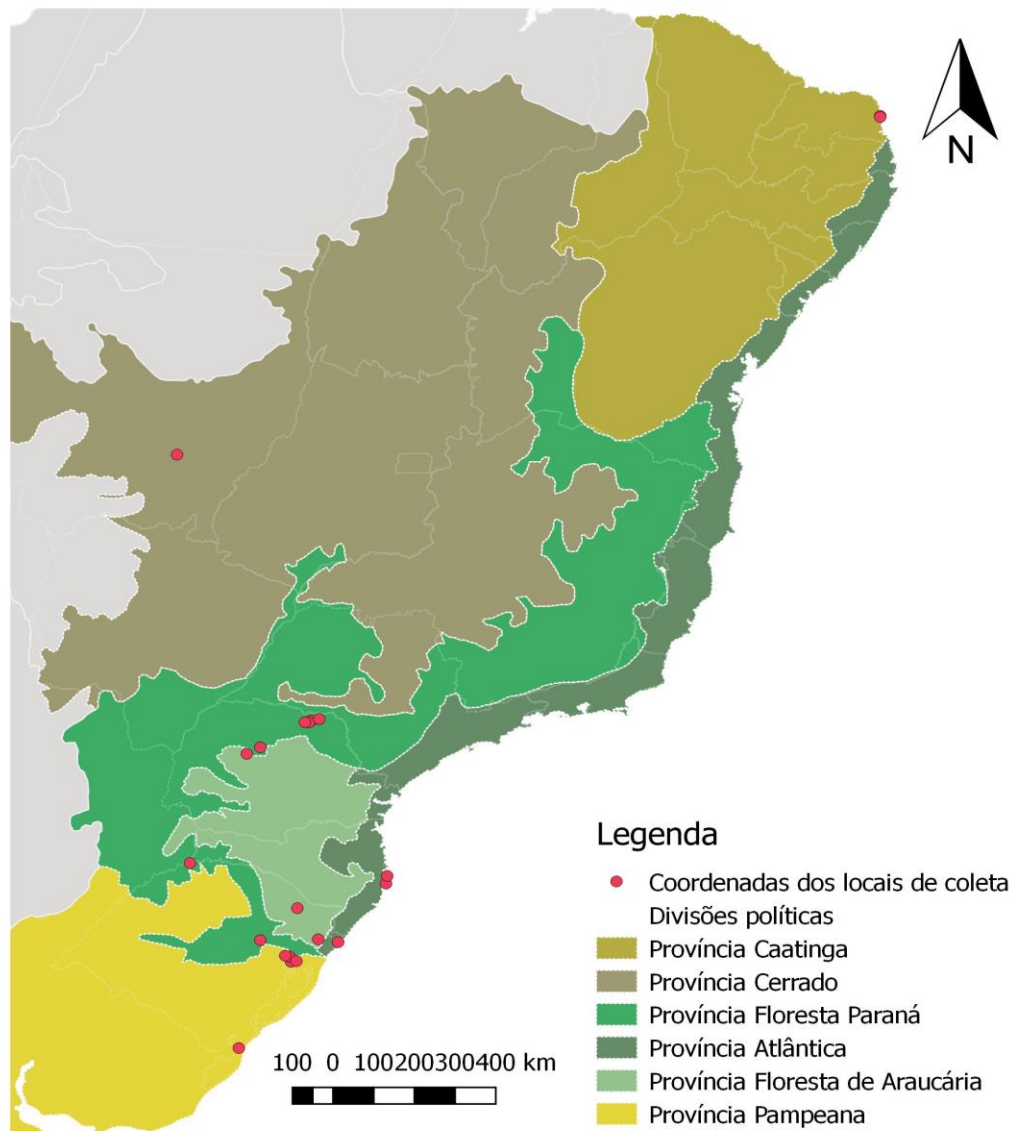 N
Legenda
Coordenadas dos locais de coleta
Divisões políticas
Província Caatinga
Província Cerrado
Província Floresta Paraná
Província Atlântica
Província Floresta de Araucária
Província Pampeana
100 0 100200300400 km